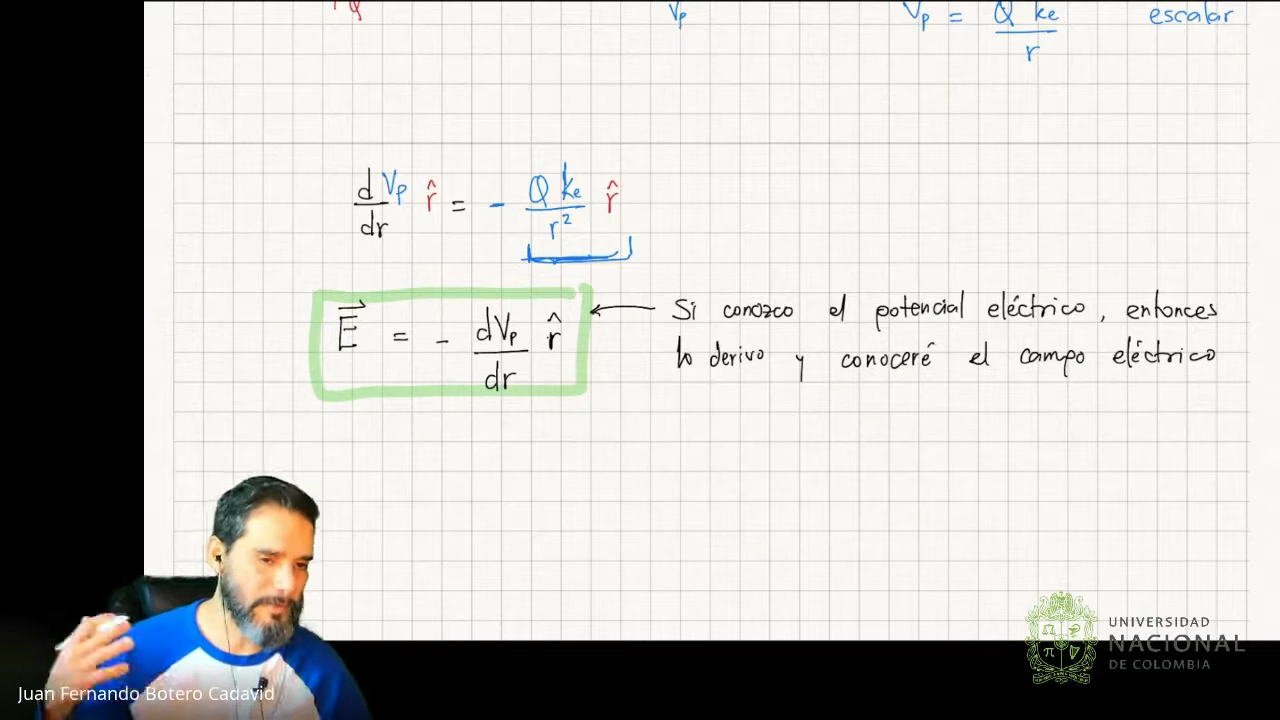 Q
Vp
Vp = Q ke / r escalar
d Vp / dr r̂ = - Q ke / r² r̂
E⃗ = - dVp / dr r̂
Si conozco el potencial eléctrico, entonces
lo derivo y conoceré el campo eléctrico
UNIVERSIDAD
NACIONAL
DE COLOMBIA
Juan Fernando Botero Cadavid